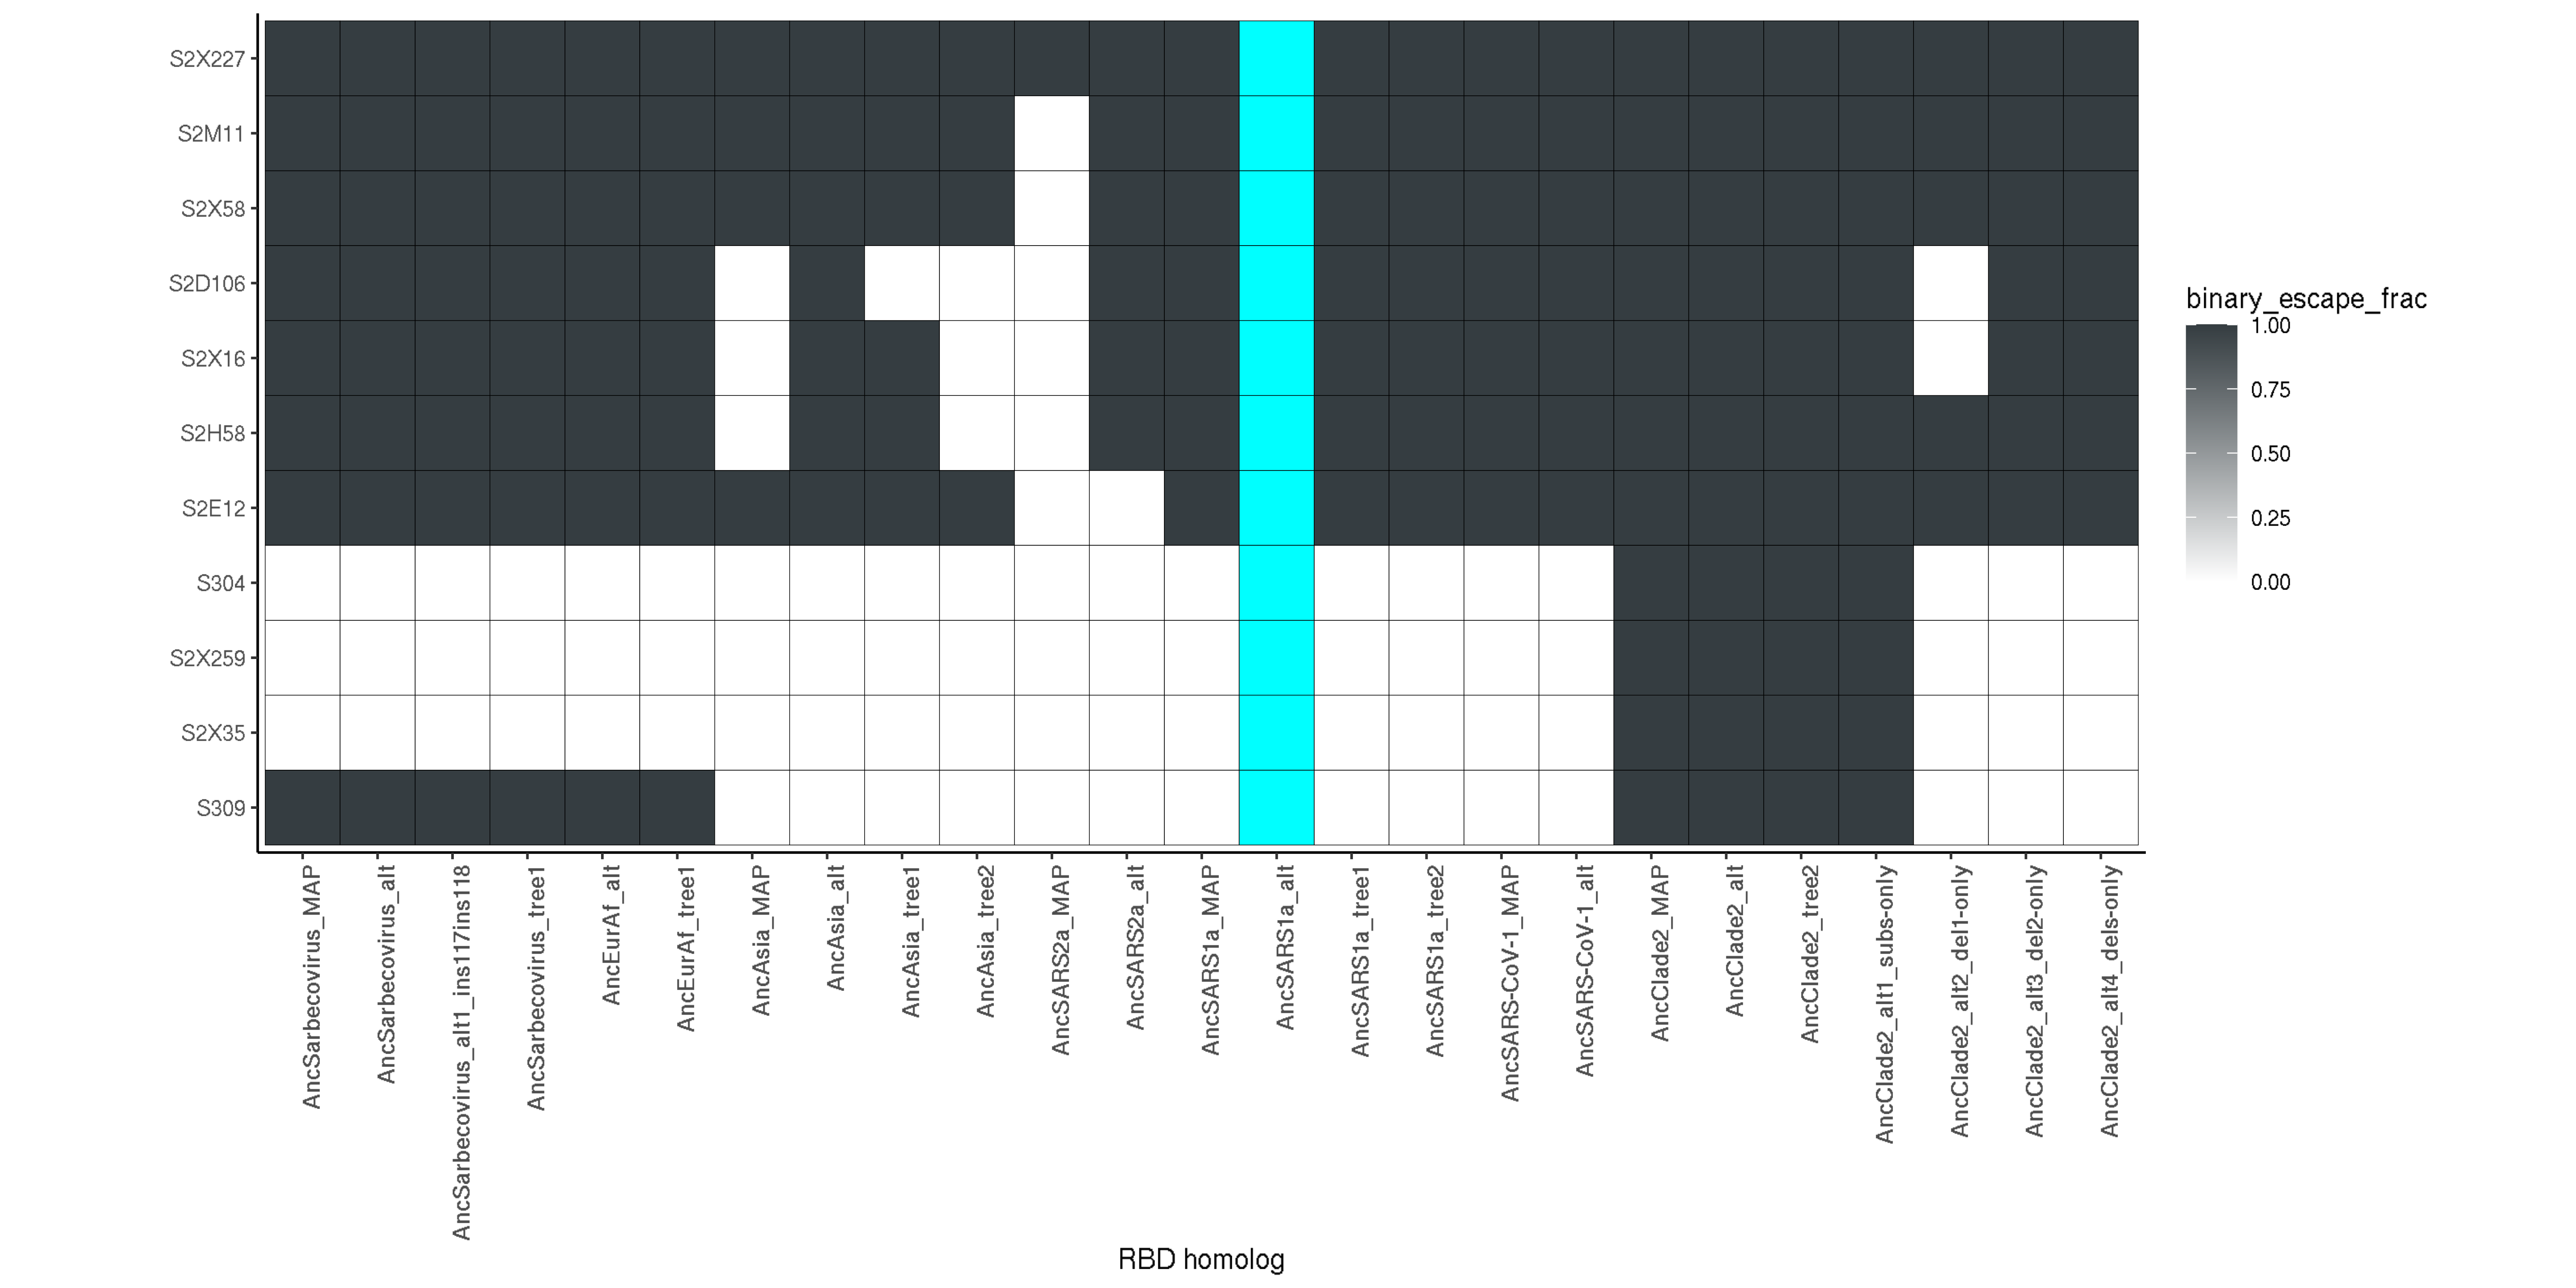 S2X227
S2M11
S2X58
S2D106
S2X16
S2H58
S2E12
S304
S2X259
S2X35
S309
AncSarbecovirus_MAP
AncSarbecovirus_alt
AncSarbecovirus_alt1_ins117ins118
AncSarbecovirus_tree1
AncEurAf_alt
AncEurAf_tree1
AncAsia_MAP
AncAsia_alt
AncAsia_tree1
AncAsia_tree2
AncSARS2a_MAP
AncSARS2a_alt
AncSARS1a_MAP
AncSARS1a_alt
AncSARS1a_tree1
AncSARS1a_tree2
AncSARS-CoV-1_MAP
AncSARS-CoV-1_alt
AncClade2_MAP
AncClade2_alt
AncClade2_tree2
AncClade2_alt1_subs-only
AncClade2_alt2_del1-only
AncClade2_alt3_del2-only
AncClade2_alt4_dels-only
RBD homolog
binary_escape_frac
1.00
0.75
0.50
0.25
0.00